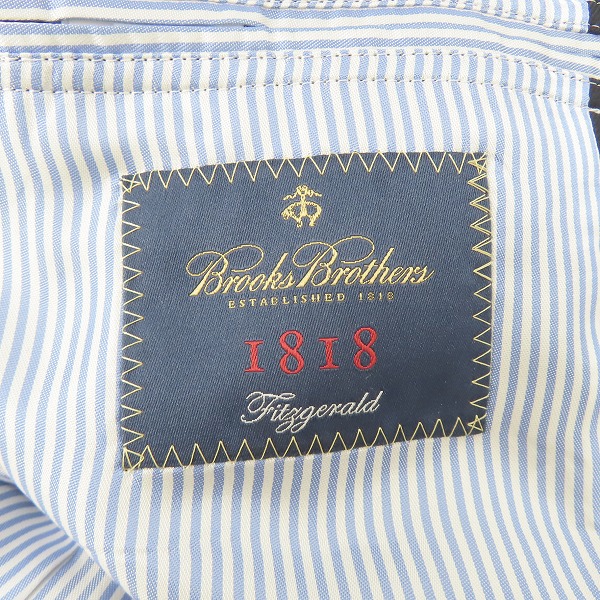 Brooks Brothers
ESTABLISHED 1818
1818
Fitzgerald